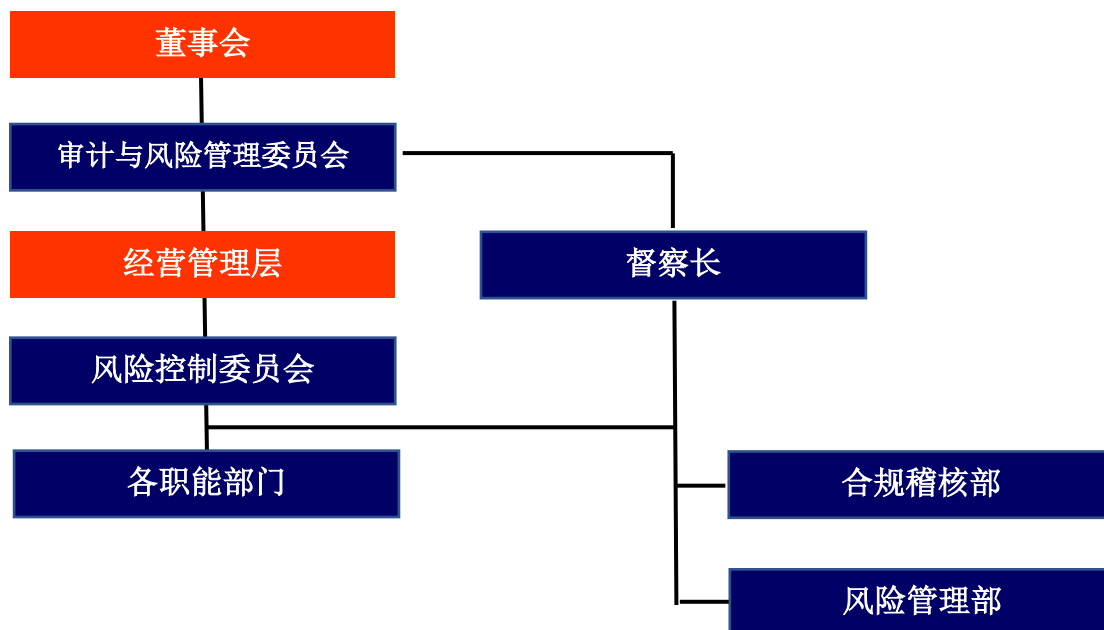 董事会
审计与风险管理委员会
经营管理层
督察长
风险控制委员会
各职能部门
合规稽核部
风险管理部